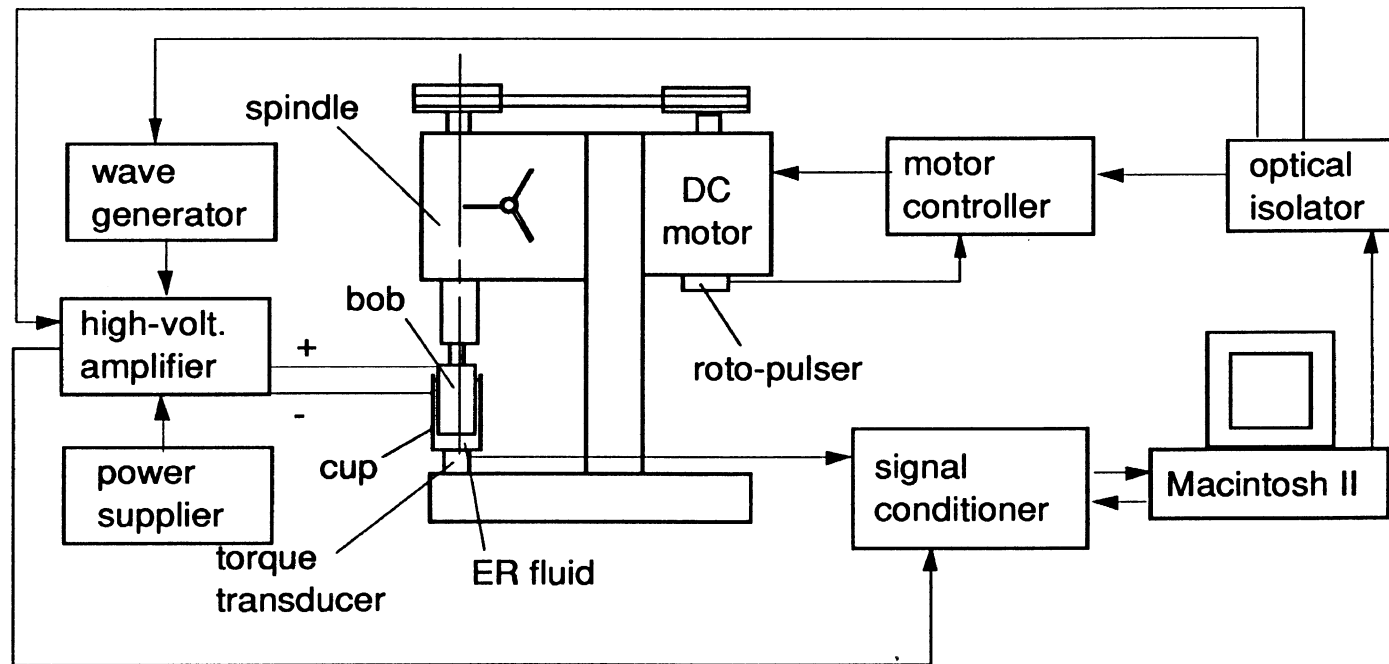 spindle
wave
generator
DC
motor
motor
controller
optical
isolator
bob
high-volt.
amplifier
+
-
roto-pulser
cup
power
supplier
signal
conditioner
Macintosh II
torque
transducer
ER fluid